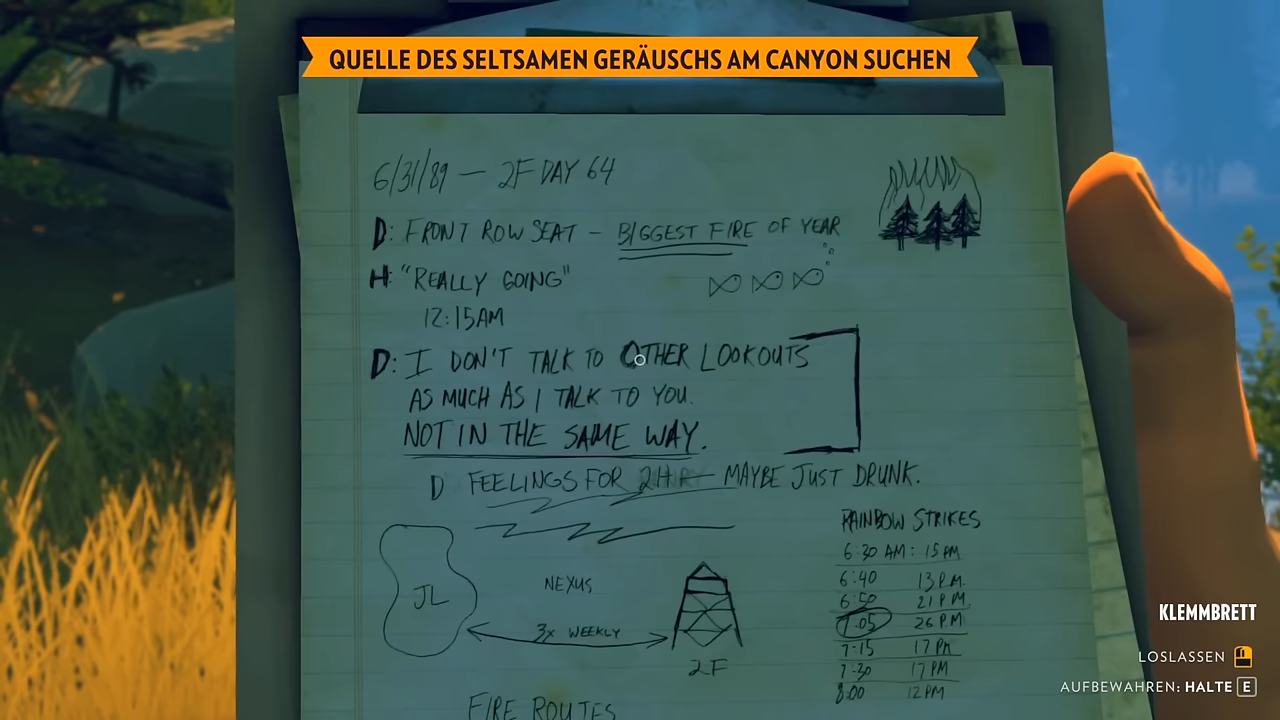 QUELLE DES SELTSAMEN GERÄUSCHS AM CANYON SUCHEN
6/31/89 — 2F DAY 64
D: FRONT ROW SEAT – BIGGEST FIRE OF YEAR
H: "REALLY GOING"
12:15AM
D: I DON'T TALK TO OTHER LOOKOUTS
AS MUCH AS I TALK TO YOU.
NOT IN THE SAME WAY.
D FEELINGS FOR — MAYBE JUST DRUNK.
JL
NEXUS
3x WEEKLY
2F
RAINBOW STRIKES
6:30 AM: 15 PM
6:40 13 P.M.
6:50 21 P.M.
7:05 26 P M
7-15 17 PM
7-30 17 PM
8:00 12 PM
FIRE ROUTES
KLEMMBRETT
LOSLASSEN
AUFBEWAHREN: HALTE E